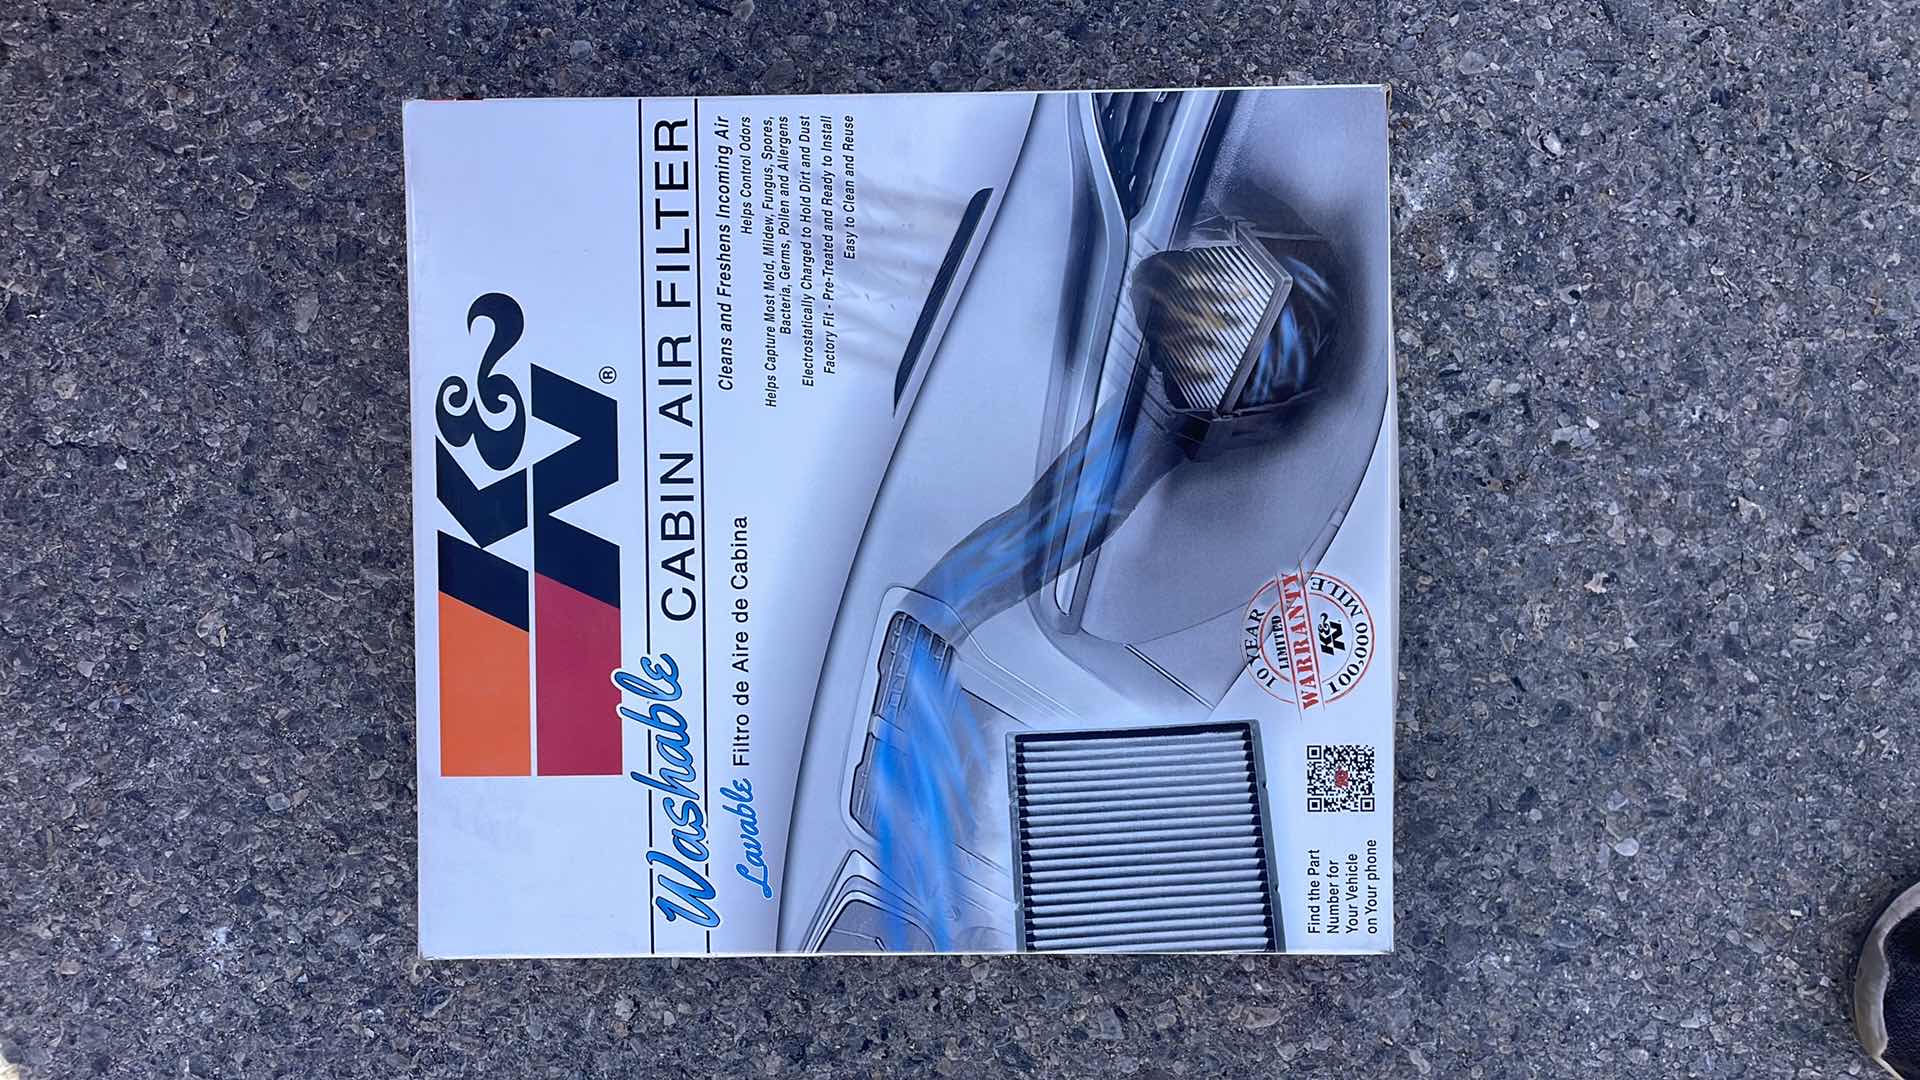 K&N®
Washable CABIN AIR FILTER
Lavable Filtro de Aire de Cabina
Cleans and Freshens Incoming Air
Helps Control Odors
Helps Capture Most Mold, Mildew, Fungus, Spores,
Bacteria, Germs, Pollen and Allergens
Electrostatically Charged to Hold Dirt and Dust
Factory Fit - Pre-Treated and Ready to Install
Easy to Clean and Reuse
10 YEAR
LIMITED
WARRANTY
K&N
100,000 MILE
Find the Part
Number for
Your Vehicle
on Your phone